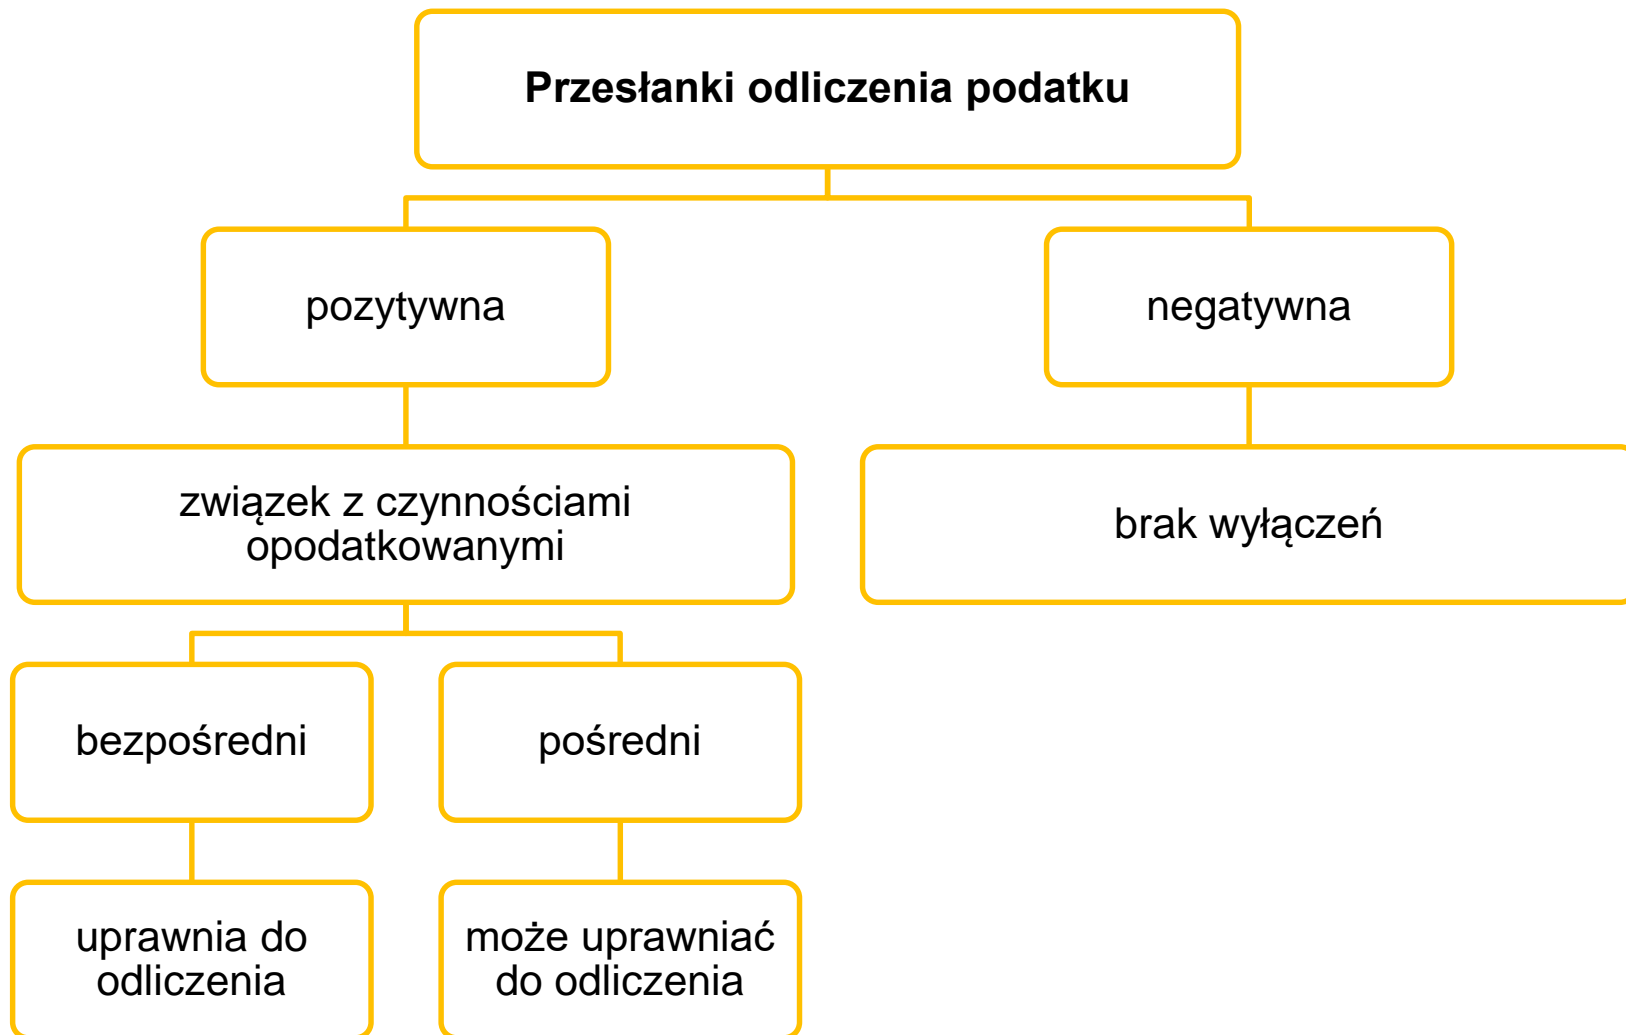 Przesłanki odliczenia podatku
pozytywna
negatywna
związek z czynnościami
opodatkowanymi
brak wyłączeń
bezpośredni
pośredni
uprawnia do
odliczenia
może uprawniać
do odliczenia